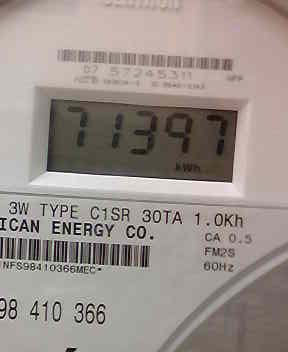 07 57245311
71397
kWh
3W TYPE C1SR 30TA 1.0Kh
ICAN ENERGY CO.
CA 0.5
FM2S
60Hz
*NFS98410366MEC*
98 410 366